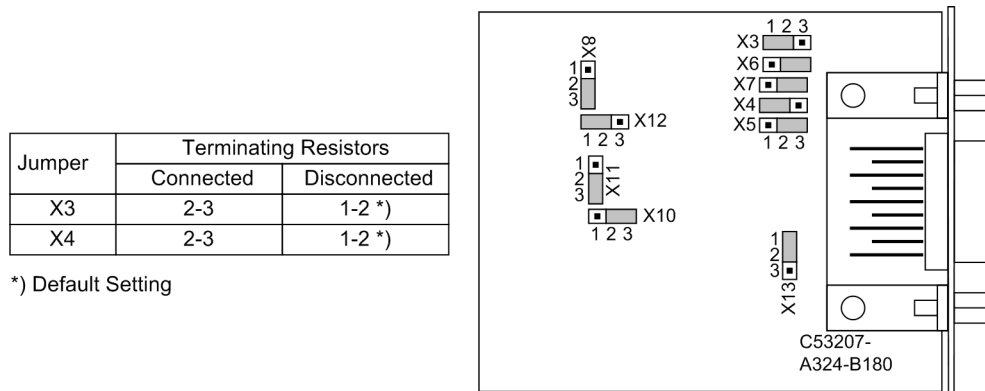 Jumper
Terminating Resistors
Connected
Disconnected
X3
2-3
1-2 *)
X4
2-3
1-2 *)
*) Default Setting
1 2 3
X3
X6
X7
X4
X5
1 2 3
X8
1
2
3
X12
1 2 3
1
2
3
X11
X10
1 2 3
1
2
3
X13
C53207-
A324-B180